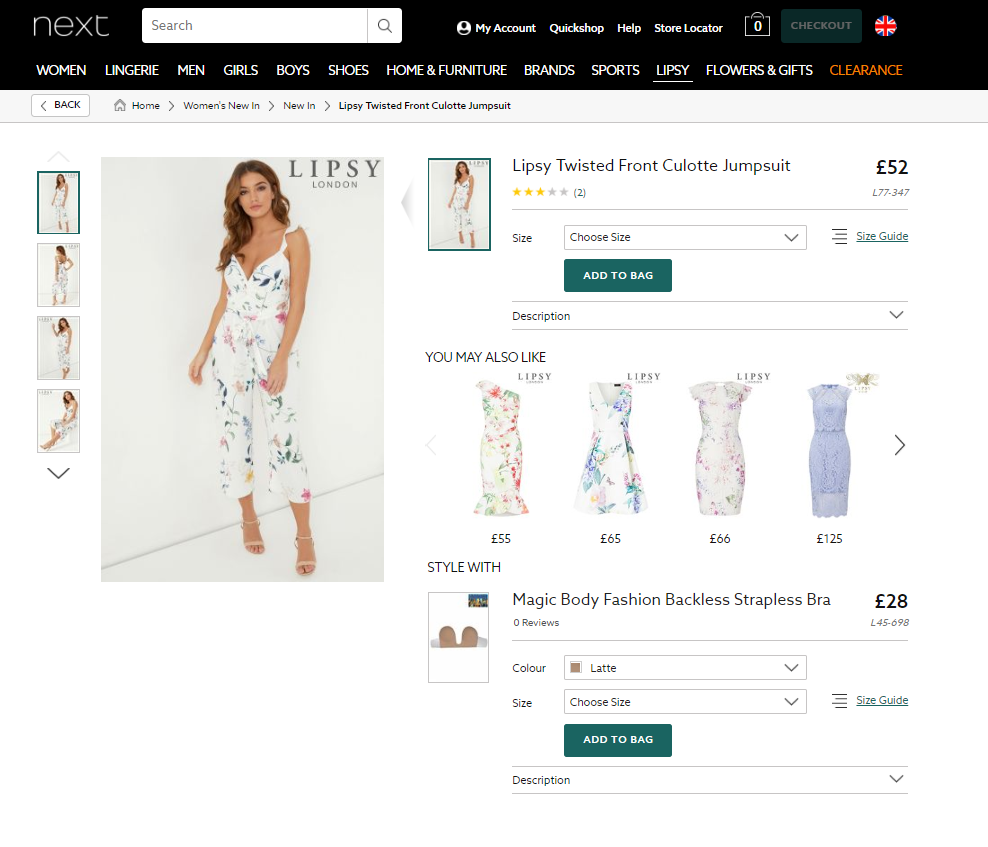 next
Search
My Account Quickshop Help Store Locator 0 CHECKOUT
WOMEN LINGERIE MEN GIRLS BOYS SHOES HOME & FURNITURE BRANDS SPORTS LIPSY FLOWERS & GIFTS CLEARANCE
BACK Home Women's New In New In Lipsy Twisted Front Culotte Jumpsuit
LIPSY
LONDON
Lipsy Twisted Front Culotte Jumpsuit £52
(2) L77-347
Size Choose Size Size Guide
ADD TO BAG
Description
YOU MAY ALSO LIKE
LIPSY LIPSY LIPSY LIPSY
£55 £65 £66 £125
STYLE WITH
Magic Body Fashion Backless Strapless Bra £28
0 Reviews L45-698
Colour Latte
Size Choose Size Size Guide
ADD TO BAG
Description